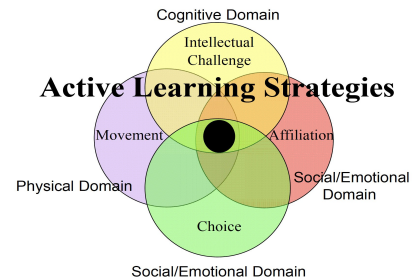 Cognitive Domain
Intellectual
Challenge
Active Learning Strategies
Movement
Affiliation
Physical Domain
Social/Emotional
Domain
Choice
Social/Emotional Domain